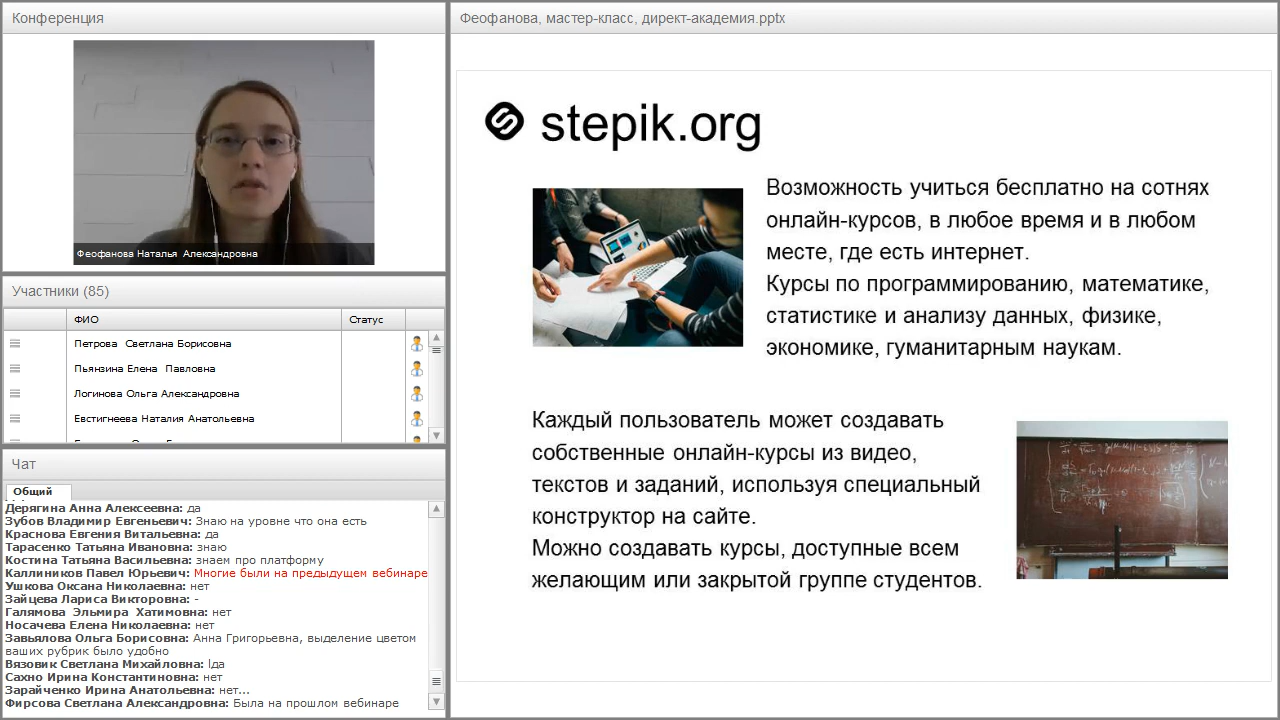 Конференция
Феофанова Наталья Александровна
Участники (85)
ФИО
Статус
Петрова Светлана Борисовна
Пьянзина Елена Павловна
Логинова Ольга Александровна
Евстигнеева Наталия Анатольевна
Чат
Общий
Дерягина Анна Алексеевна: да
Зубов Владимир Евгеньевич: Знаю на уровне что она есть
Краснова Евгения Витальевна: да
Тарасенко Татьяна Ивановна: знаю
Костина Татьяна Васильевна: знаем про платформу
Каллиников Павел Юрьевич: Многие были на предыдущем вебинаре
Ушкова Оксана Николаевна: нет
Зайцева Лариса Викторовна: -
Галямова Эльмира Хатимовна: нет
Носачева Елена Николаевна: нет
Завьялова Ольга Борисовна: Анна Григорьевна, выделение цветом
ваших рубрик было удобно
Вязовик Светлана Михайловна: lда
Сахно Ирина Константиновна: нет
Зарайченко Ирина Анатольевна: нет...
Фирсова Светлана Александровна: Была на прошлом вебинаре
Феофанова, мастер-класс, директ-академия.pptx
stepik.org
Возможность учиться бесплатно на сотнях
онлайн-курсов, в любое время и в любом
месте, где есть интернет.
Курсы по программированию, математике,
статистике и анализу данных, физике,
экономике, гуманитарным наукам.
Каждый пользователь может создавать
собственные онлайн-курсы из видео,
текстов и заданий, используя специальный
конструктор на сайте.
Можно создавать курсы, доступные всем
желающим или закрытой группе студентов.